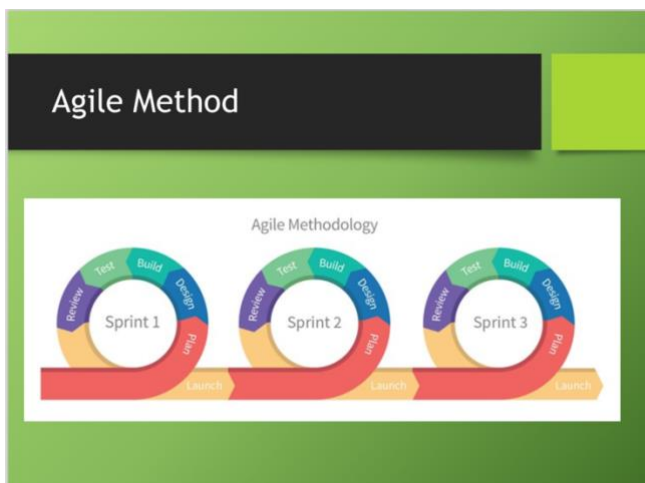 Agile Method
Agile Methodology
Review
Test
Build
Design
Plan
Sprint 1
Launch
Review
Test
Build
Design
Plan
Sprint 2
Launch
Review
Test
Build
Design
Plan
Sprint 3
Launch